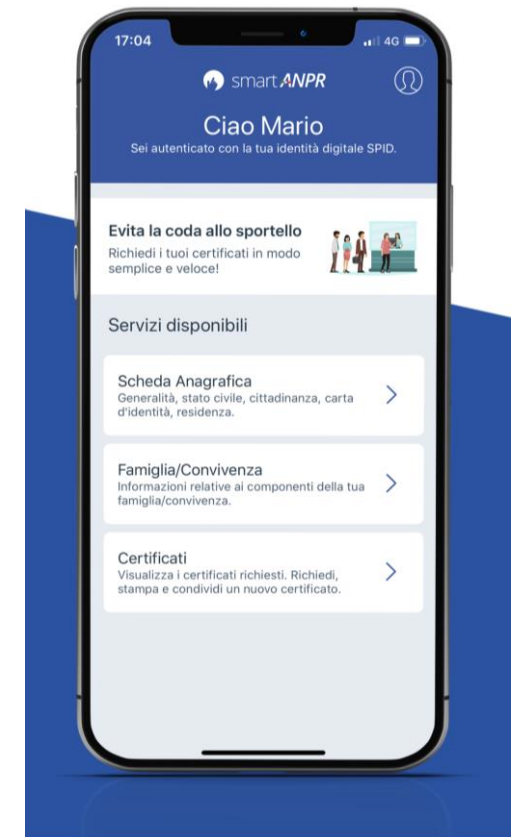 17:04
4G
smart ANPR
Ciao Mario
Sei autenticato con la tua identità digitale SPID.
Evita la coda allo sportello
Richiedi i tuoi certificati in modo
semplice e veloce!
Servizi disponibili
Scheda Anagrafica
Generalità, stato civile, cittadinanza, carta
d'identità, residenza.
Famiglia/Convivenza
Informazioni relative ai componenti della tua
famiglia/convivenza.
Certificati
Visualizza i certificati richiesti. Richiedi,
stampa e condividi un nuovo certificato.